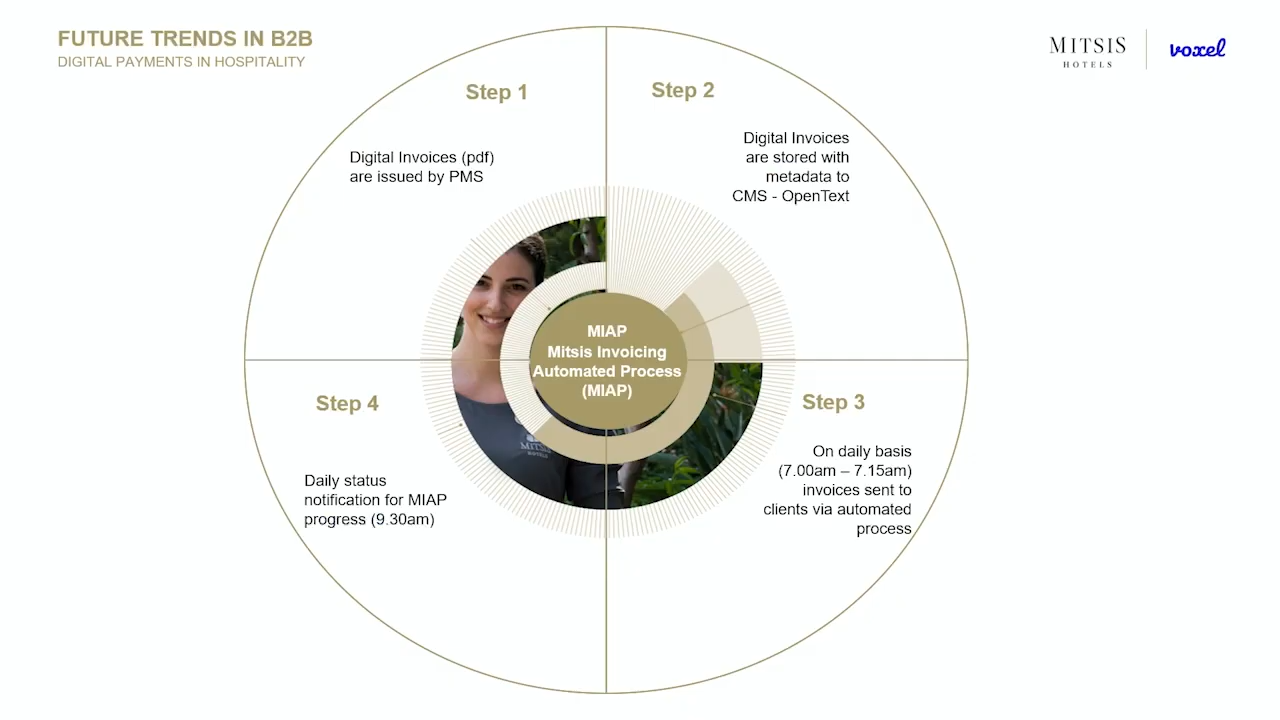 FUTURE TRENDS IN B2B
DIGITAL PAYMENTS IN HOSPITALITY
MITSIS
HOTELS
voxel
Step 1
Digital Invoices (pdf)
are issued by PMS
Step 2
Digital Invoices
are stored with
metadata to
CMS - OpenText
MIAP
Mitsis Invoicing
Automated Process
(MIAP)
Step 3
On daily basis
(7.00am – 7.15am)
invoices sent to
clients via automated
process
Step 4
Daily status
notification for MIAP
progress (9.30am)
MITSIS
HOTELS